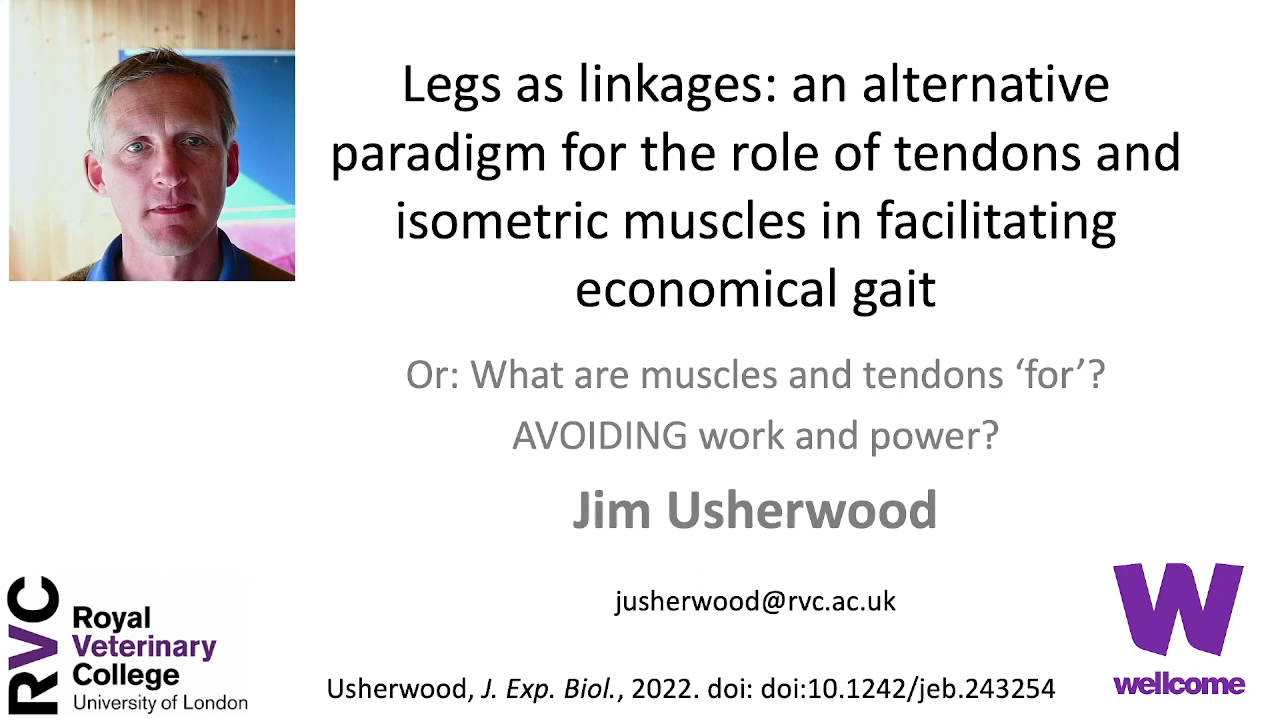 Legs as linkages: an alternative
paradigm for the role of tendons and
isometric muscles in facilitating
economical gait
Or: What are muscles and tendons ‘for’?
AVOIDING work and power?
Jim Usherwood
jusherwood@rvc.ac.uk
RVC
Royal
Veterinary
College
University of London
W
wellcome
Usherwood, J. Exp. Biol., 2022. doi: doi:10.1242/jeb.243254